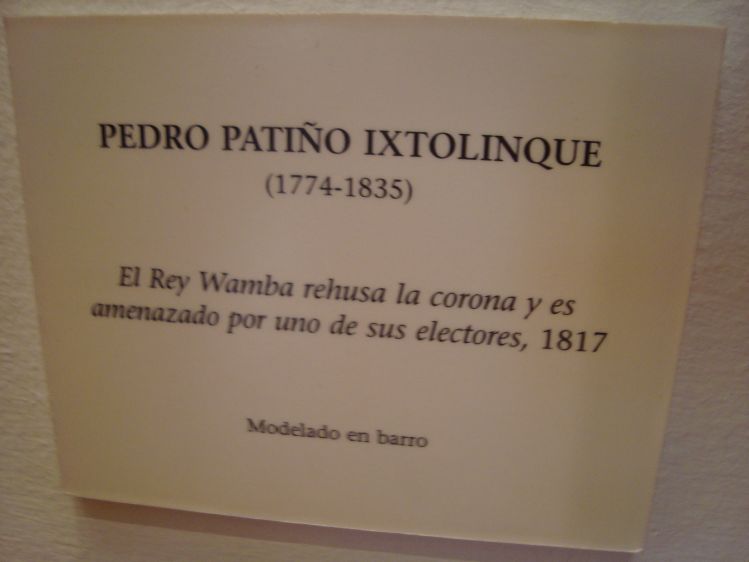 PEDRO PATIÑO IXTOLINQUE
(1774-1835)
El Rey Wamba rehusa la corona y es
amenazado por uno de sus electores, 1817
Modelado en barro